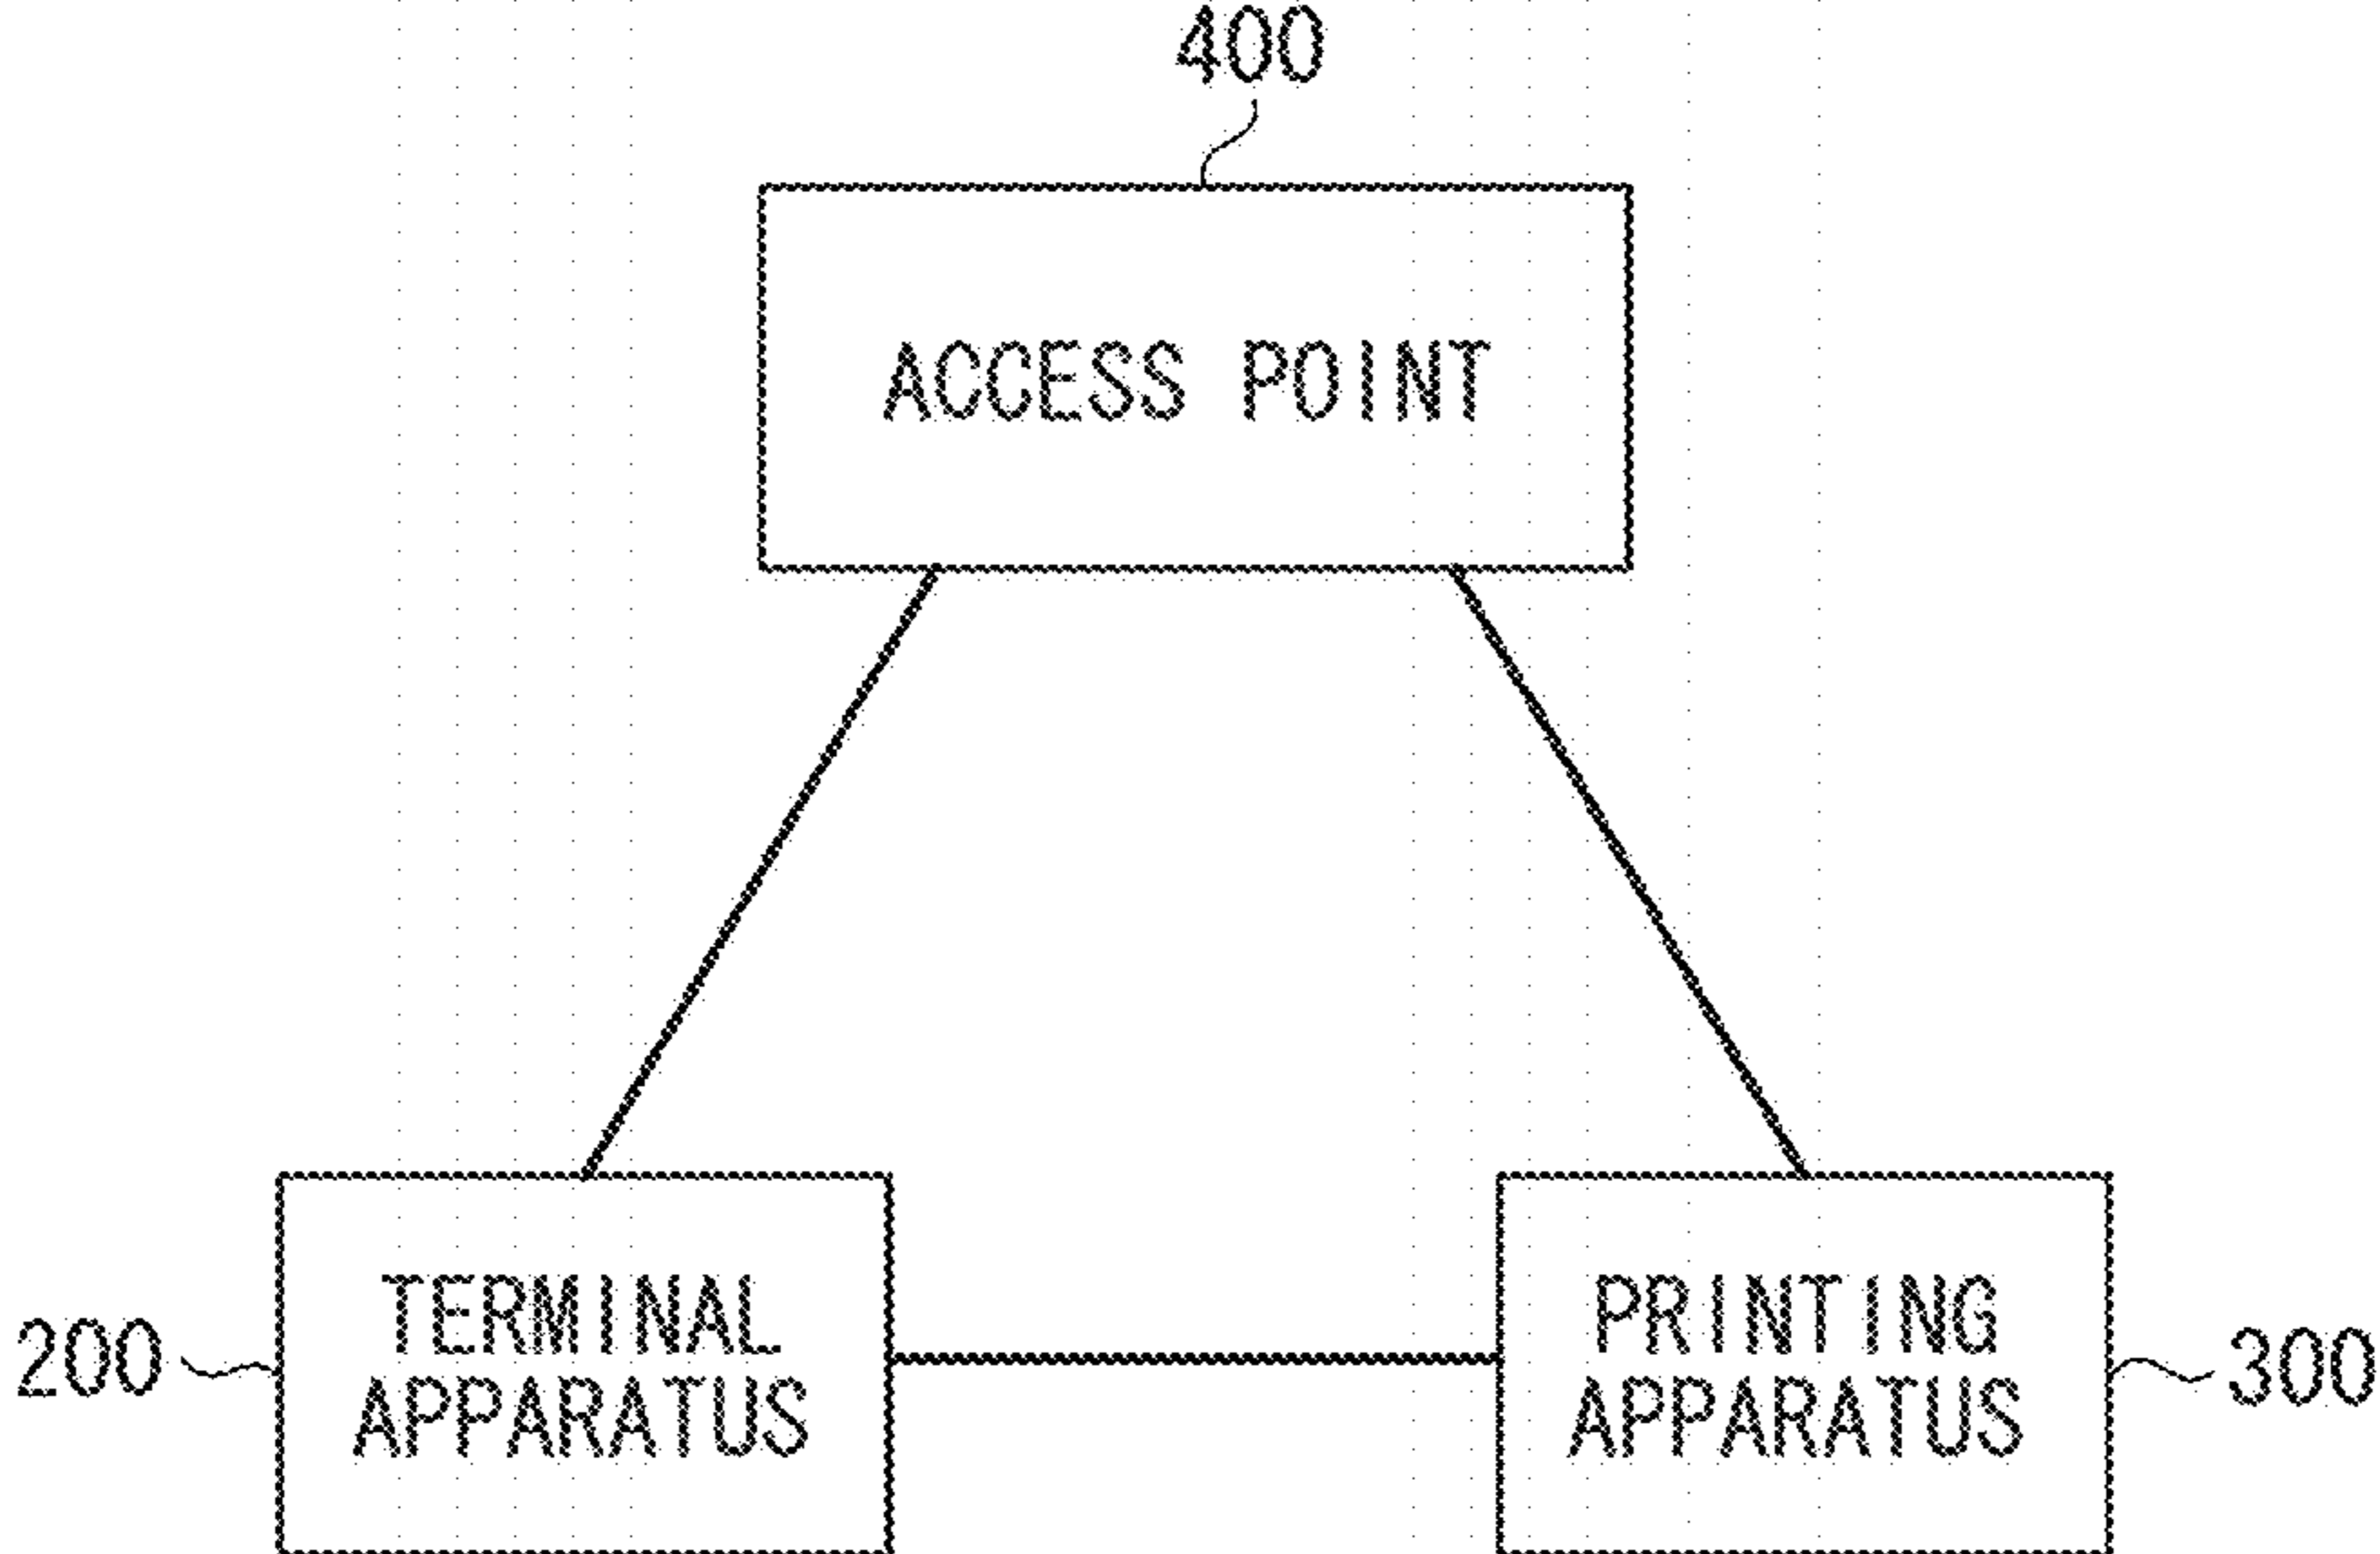 400
ACCESS POINT
TERMINAL
APPARATUS
200
PRINTING
APPARATUS
300